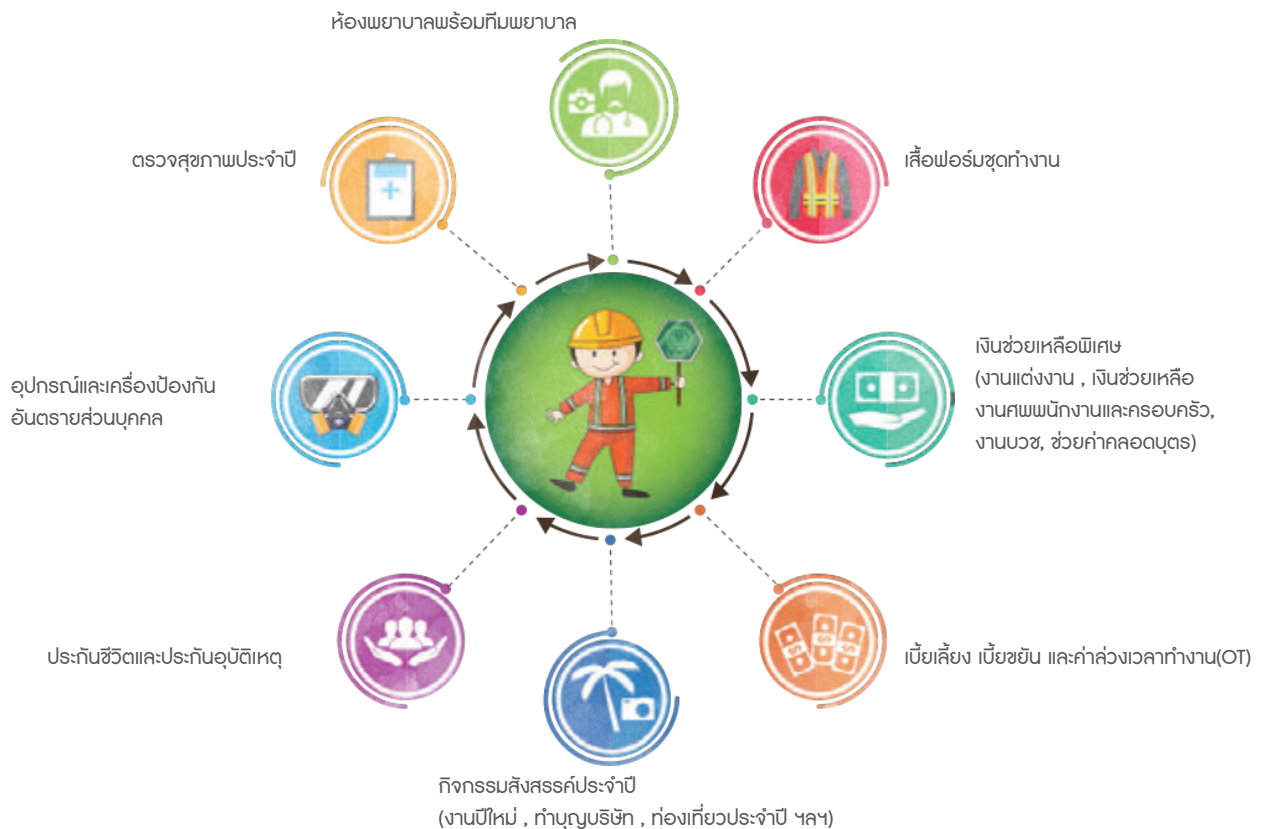 ห้องพยาบาลพร้อมทีมพยาบาล
เสื้อฟอร์มชุดทำงาน
เงินช่วยเหลือพิเศษ
(งานแต่งงาน , เงินช่วยเหลือ
งานศพพนักงานและครอบครัว,
งานบวช, ช่วยค่าคลอดบุตร)
เบี้ยเลี้ยง เบี้ยขยัน และค่าล่วงเวลาทำงาน(OT)
กิจกรรมสังสรรค์ประจำปี
(งานปีใหม่ , ทำบุญบริษัท , ท่องเที่ยวประจำปี ฯลฯ)
ประกันชีวิตและประกันอุบัติเหตุ
อุปกรณ์และเครื่องป้องกัน
อันตรายส่วนบุคคล
ตรวจสุขภาพประจำปี